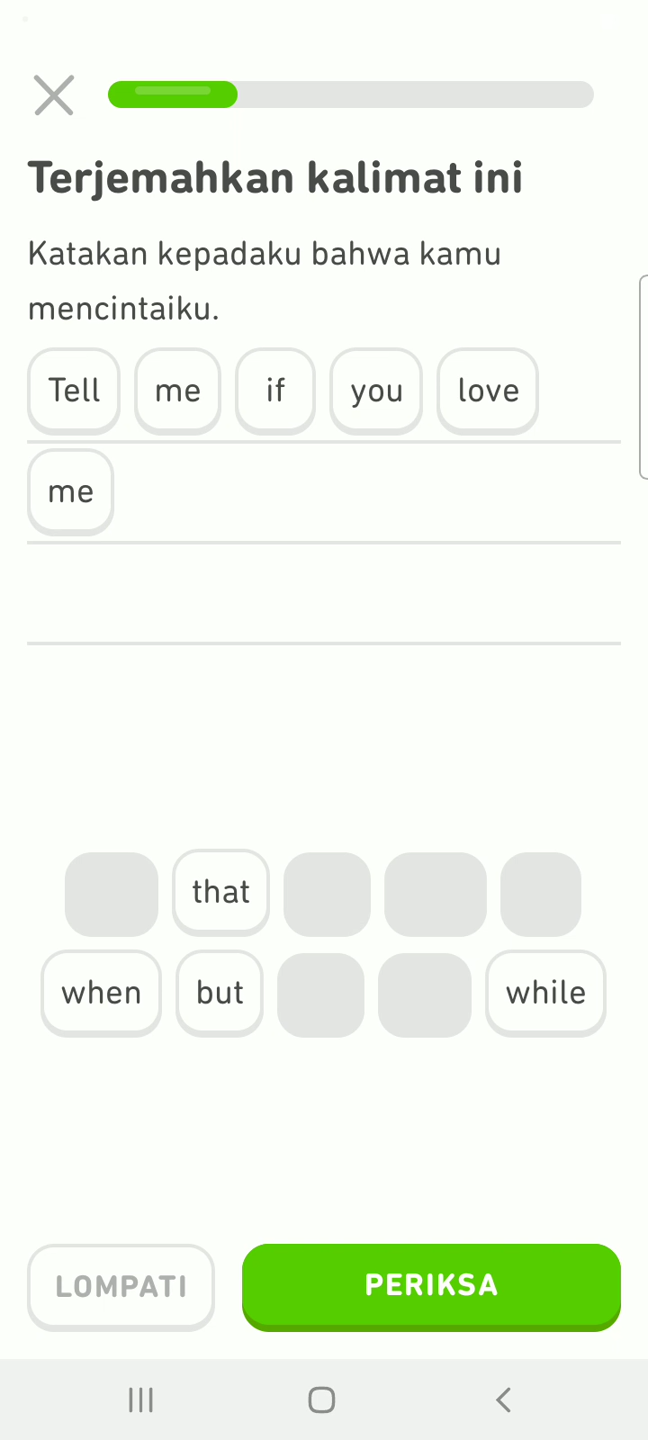 Terjemahkan kalimat ini
Katakan kepadaku bahwa kamu
mencintaiku.
Tell me if you love
me
that
when but while
LOMPATI PERIKSA